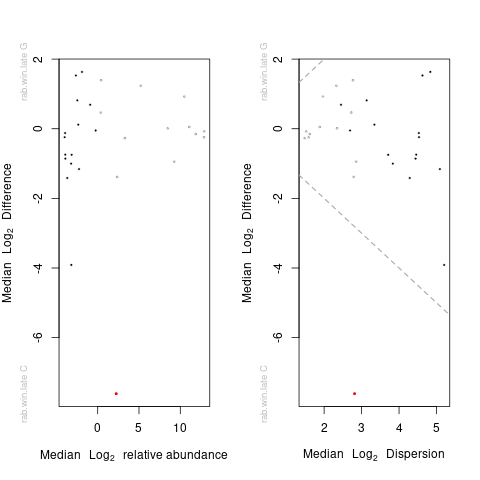 rab.win.late G
rab.win.late C
Median Log2 Difference
2
0
-2
-4
-6
0 5 10
Median Log2 relative abundance
rab.win.late G
rab.win.late C
Median Log2 Difference
2
0
-2
-4
-6
2 3 4 5
Median Log2 Dispersion